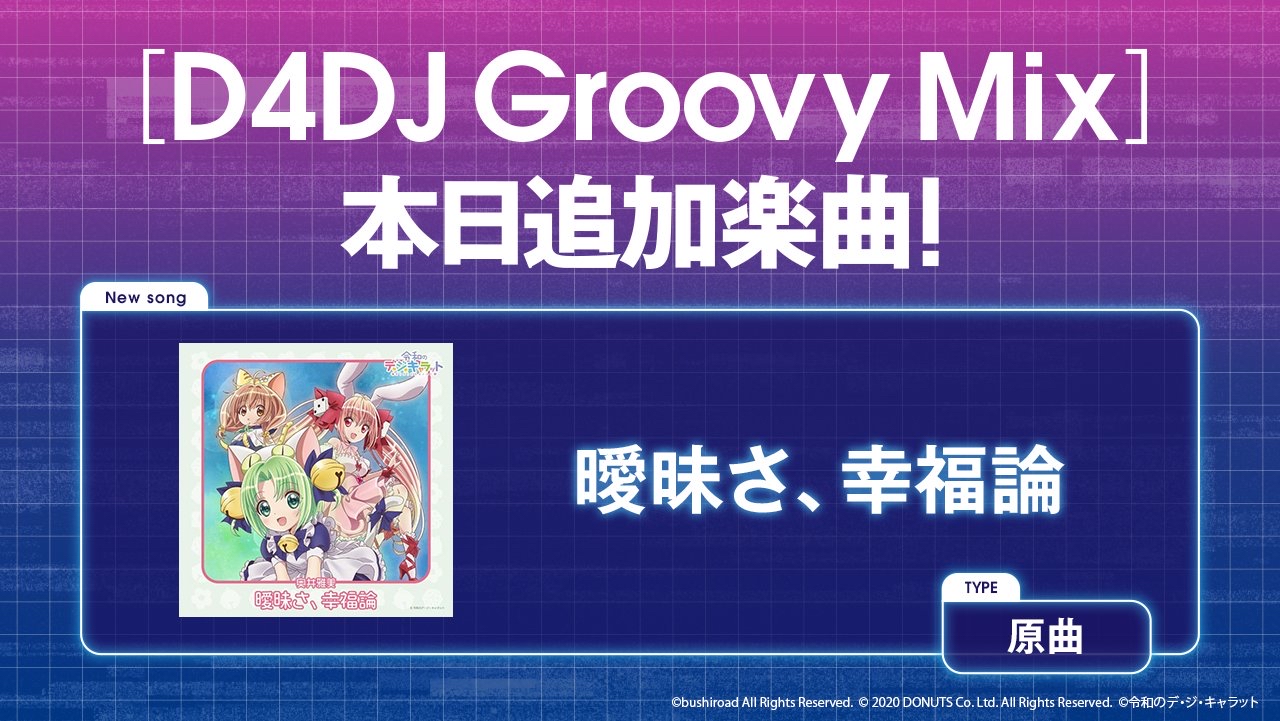 [D4DJ Groovy Mix]
本日追加楽曲!
New song
令和の
デ・ジ・キャラット
奥井雅美
曖昧さ、幸福論
曖昧さ、幸福論
TYPE
原曲
©bushiroad All Rights Reserved. © 2020 DONUTS Co. Ltd. All Rights Reserved. ©令和のデ・ジ・キャラット